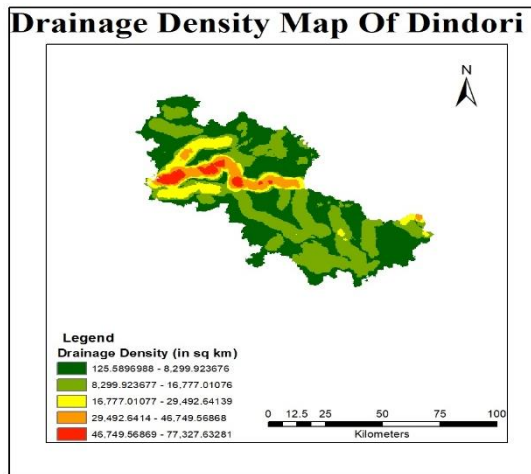 Drainage Density Map Of Dindori
N
Legend
Drainage Density (in sq km)
125.5896988 - 8,299.923676
8,299.923677 - 16,777.01076
16,777.01077 - 29,492.64139
29,492.6414 - 46,749.56868
46,749.56869 - 77,327.63281
0 12.5 25 50 75 100
Kilometers